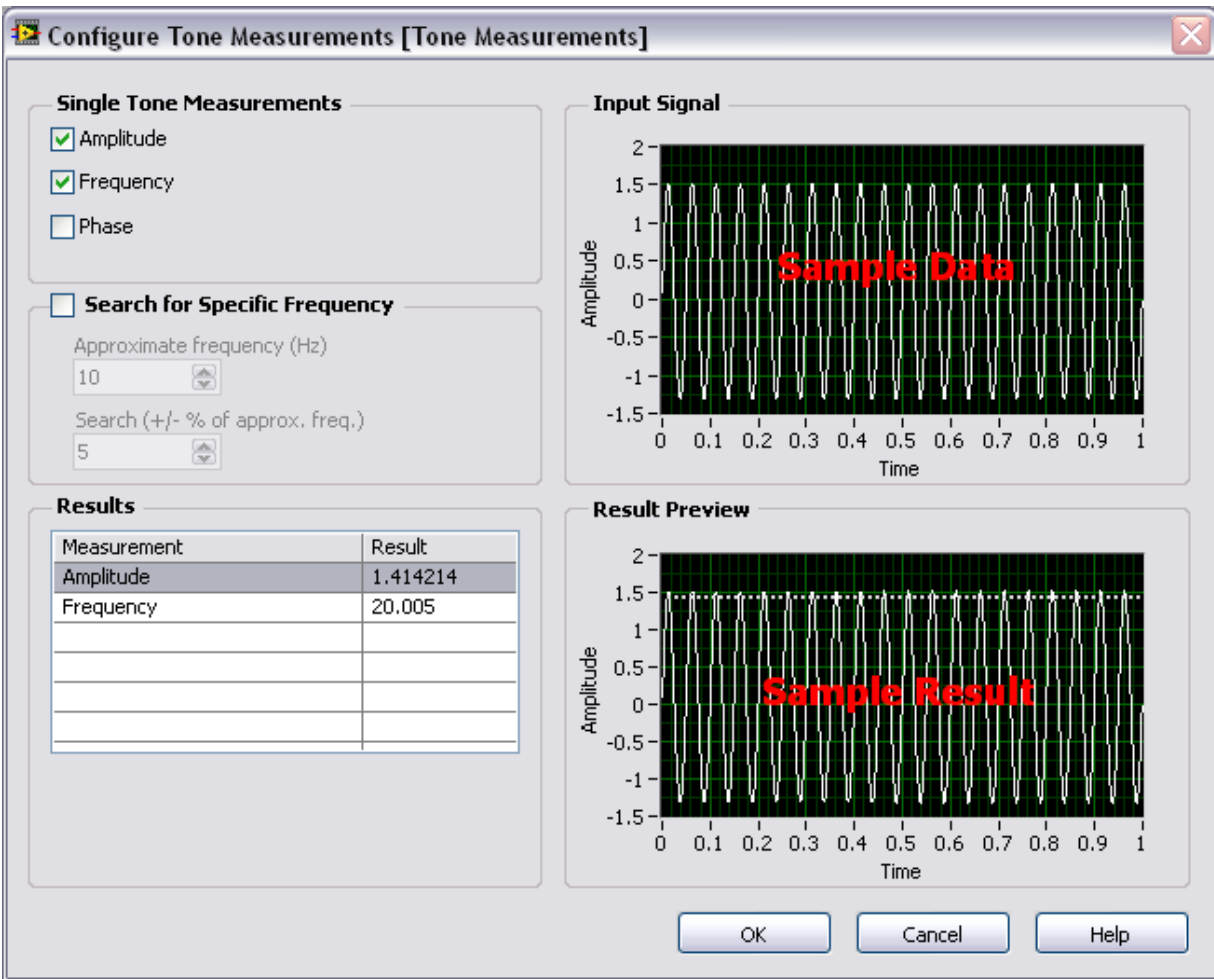 Configure Tone Measurements [Tone Measurements]
Single Tone Measurements
Amplitude
Frequency
Phase
Search for Specific Frequency
Approximate frequency (Hz)
10
Search (+/- % of approx. freq.)
5
Results
Measurement Result
Amplitude 1.414214
Frequency 20.005
Input Signal
2
1.5
1
0.5
0
-0.5
-1
-1.5
Amplitude
Sample Data
0 0.1 0.2 0.3 0.4 0.5 0.6 0.7 0.8 0.9 1
Time
Result Preview
2
1.5
1
0.5
0
-0.5
-1
-1.5
Amplitude
Sample Result
0 0.1 0.2 0.3 0.4 0.5 0.6 0.7 0.8 0.9 1
Time
OK Cancel Help